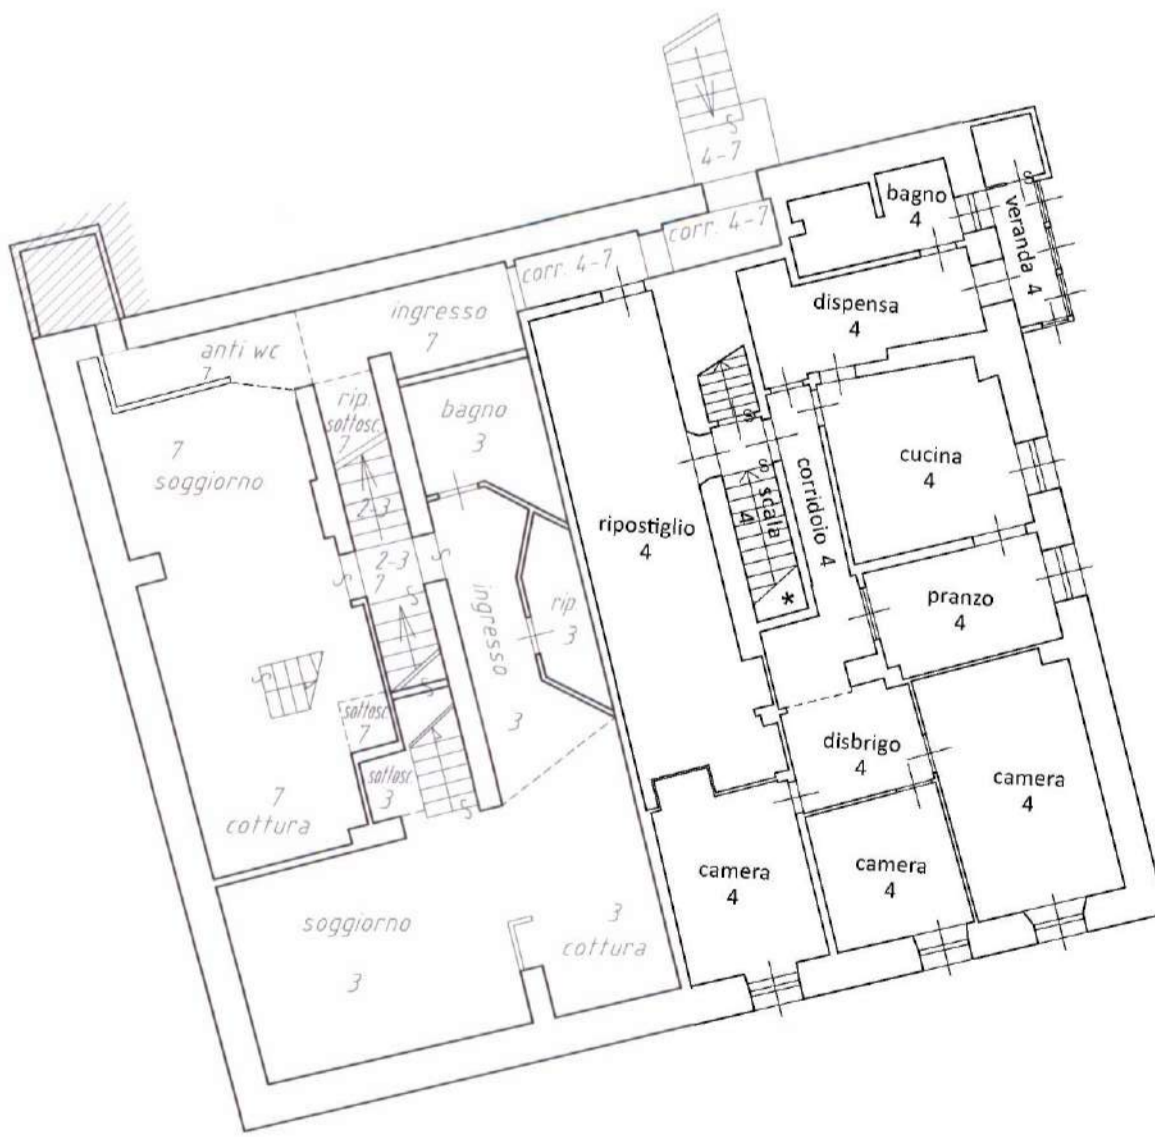 4-7
corr. 4-7
corr. 4-7
bagno
4
veranda 4
S
S
ingresso
7
dispensa
4
anti wc
7
rip.
sottosc.
7
bagno
3
S
S
7
soggiorno
cucina
4
2-3
scala
4
corridoio 4
ripostiglio
4
2-3
7
S
S
S
ingresso
3
rip.
3
*
pranzo
4
S
S
sottosc.
7
sottosc.
3
S
disbrigo
4
camera
4
7
cottura
camera
4
camera
4
soggiorno
3
3
cottura